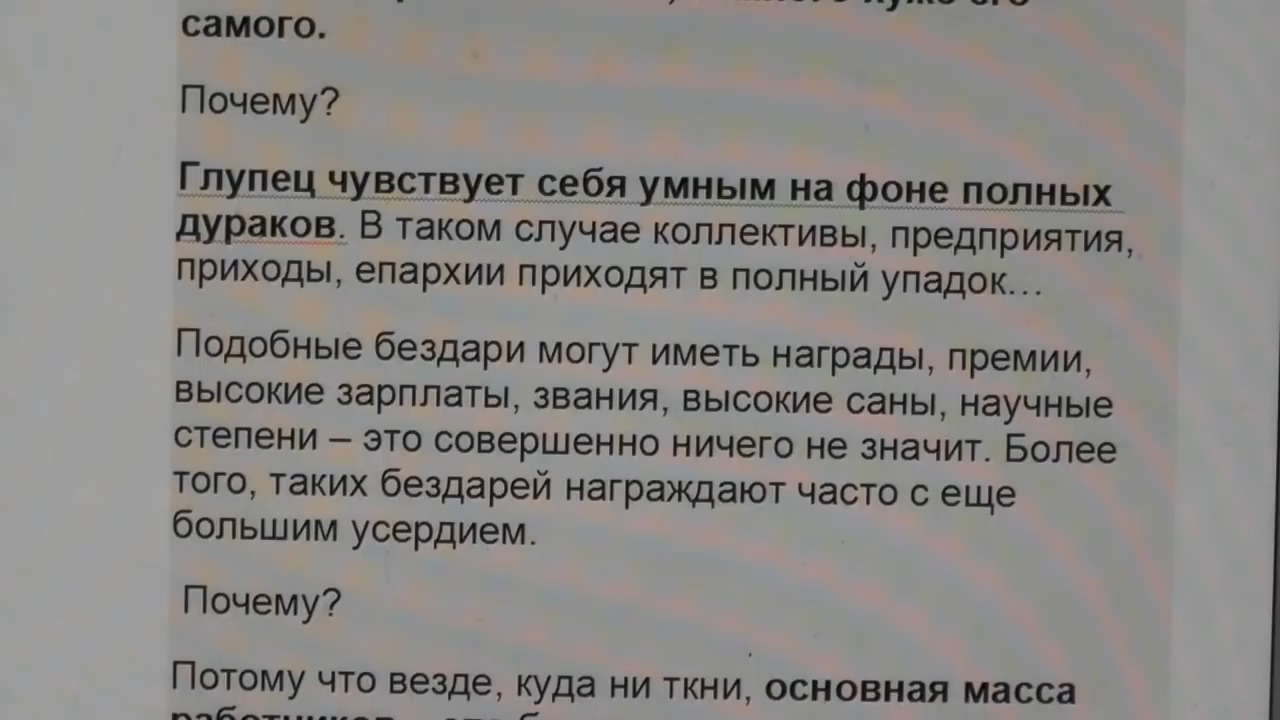 хуже его
самого.
Почему?
Глупец чувствует себя умным на фоне полных
дураков. В таком случае коллективы, предприятия,
приходы, епархии приходят в полный упадок…
Подобные бездари могут иметь награды, премии,
высокие зарплаты, звания, высокие саны, научные
степени – это совершенно ничего не значит. Более
того, таких бездарей награждают часто с еще
большим усердием.
Почему?
Потому что везде, куда ни ткни, основная масса